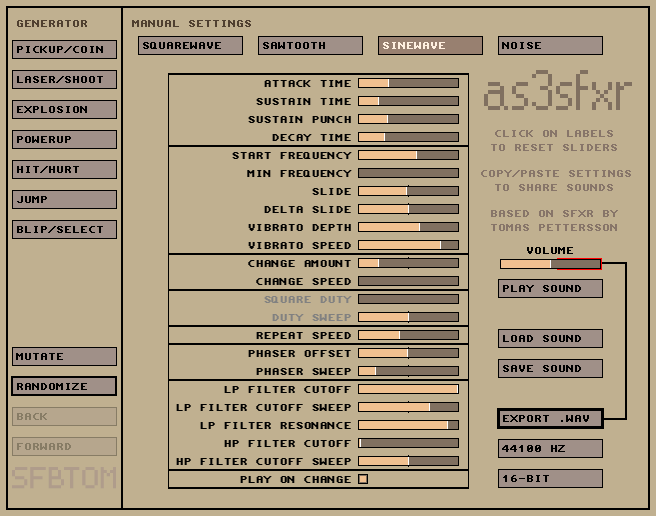 GENERATOR
PICKUP/COIN
LASER/SHOOT
EXPLOSION
POWERUP
HIT/HURT
JUMP
BLIP/SELECT
MUTATE
RANDOMIZE
BACK
FORWARD
SFBTOM
MANUAL SETTINGS
SQUAREWAVE
SAWTOOTH
SINEWAVE
NOISE
ATTACK TIME
SUSTAIN TIME
SUSTAIN PUNCH
DECAY TIME
START FREQUENCY
MIN FREQUENCY
SLIDE
DELTA SLIDE
VIBRATO DEPTH
VIBRATO SPEED
CHANGE AMOUNT
CHANGE SPEED
SQUARE DUTY
DUTY SWEEP
REPEAT SPEED
PHASER OFFSET
PHASER SWEEP
LP FILTER CUTOFF
LP FILTER CUTOFF SWEEP
LP FILTER RESONANCE
HP FILTER CUTOFF
HP FILTER CUTOFF SWEEP
PLAY ON CHANGE
as3sfxr
CLICK ON LABELS
TO RESET SLIDERS
COPY/PASTE SETTINGS
TO SHARE SOUNDS
BASED ON SFXR BY
TOMAS PETTERSSON
VOLUME
PLAY SOUND
LOAD SOUND
SAVE SOUND
EXPORT .WAV
44100 HZ
16-BIT